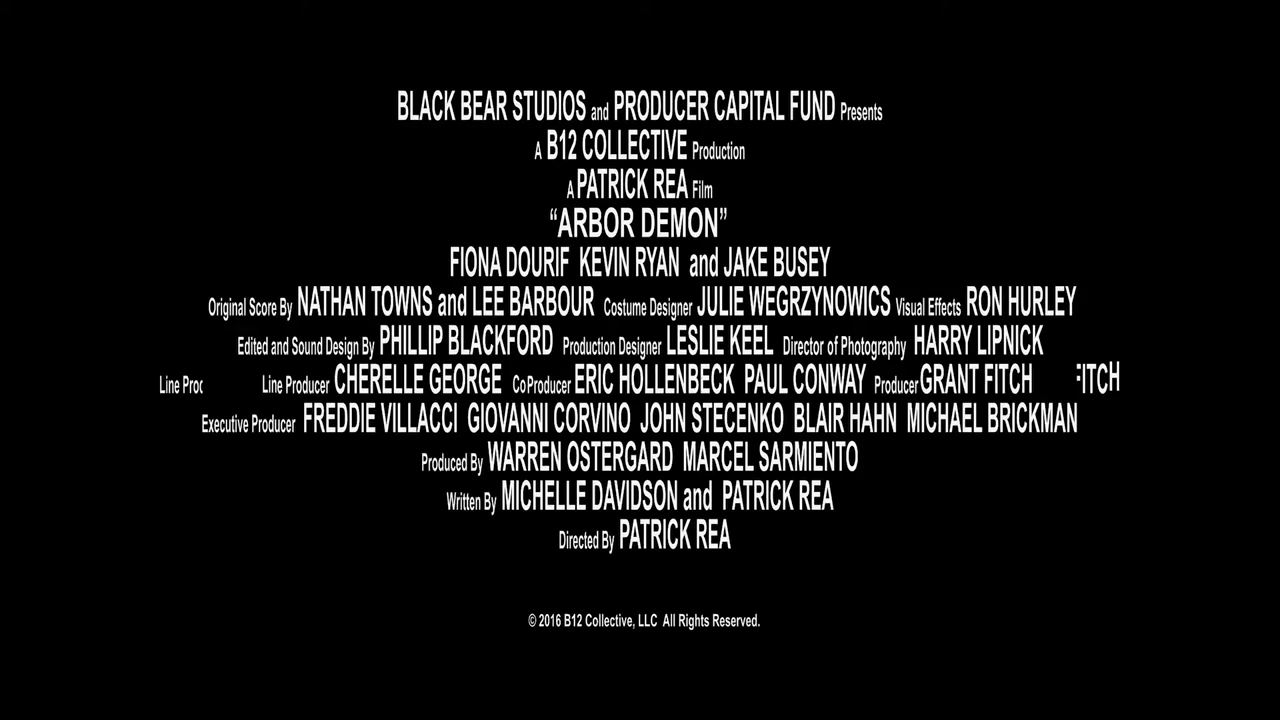 BLACK BEAR STUDIOS and PRODUCER CAPITAL FUND Presents
A B12 COLLECTIVE Production
A PATRICK REA Film
“ARBOR DEMON”
FIONA DOURIF KEVIN RYAN and JAKE BUSEY
Original Score By NATHAN TOWNS and LEE BARBOUR Costume Designer JULIE WEGRZYNOWICS Visual Effects RON HURLEY
Edited and Sound Design By PHILLIP BLACKFORD Production Designer LESLIE KEEL Director of Photography HARRY LIPNICK
Line Proc Line Producer CHERELLE GEORGE CoProducer ERIC HOLLENBECK PAUL CONWAY Producer GRANT FITCH FITCH
Executive Producer FREDDIE VILLACCI GIOVANNI CORVINO JOHN STECENKO BLAIR HAHN MICHAEL BRICKMAN
Produced By WARREN OSTERGARD MARCEL SARMIENTO
Written By MICHELLE DAVIDSON and PATRICK REA
Directed By PATRICK REA
© 2016 B12 Collective, LLC All Rights Reserved.